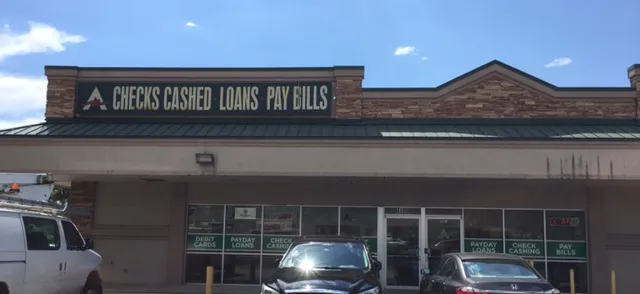 CHECKS CASHED LOANS PAY BILLS
DEBIT CARDS
PAYDAY LOANS
CHECK CASHING
PAYDAY LOANS
CHECK CASHING
PAY BILLS